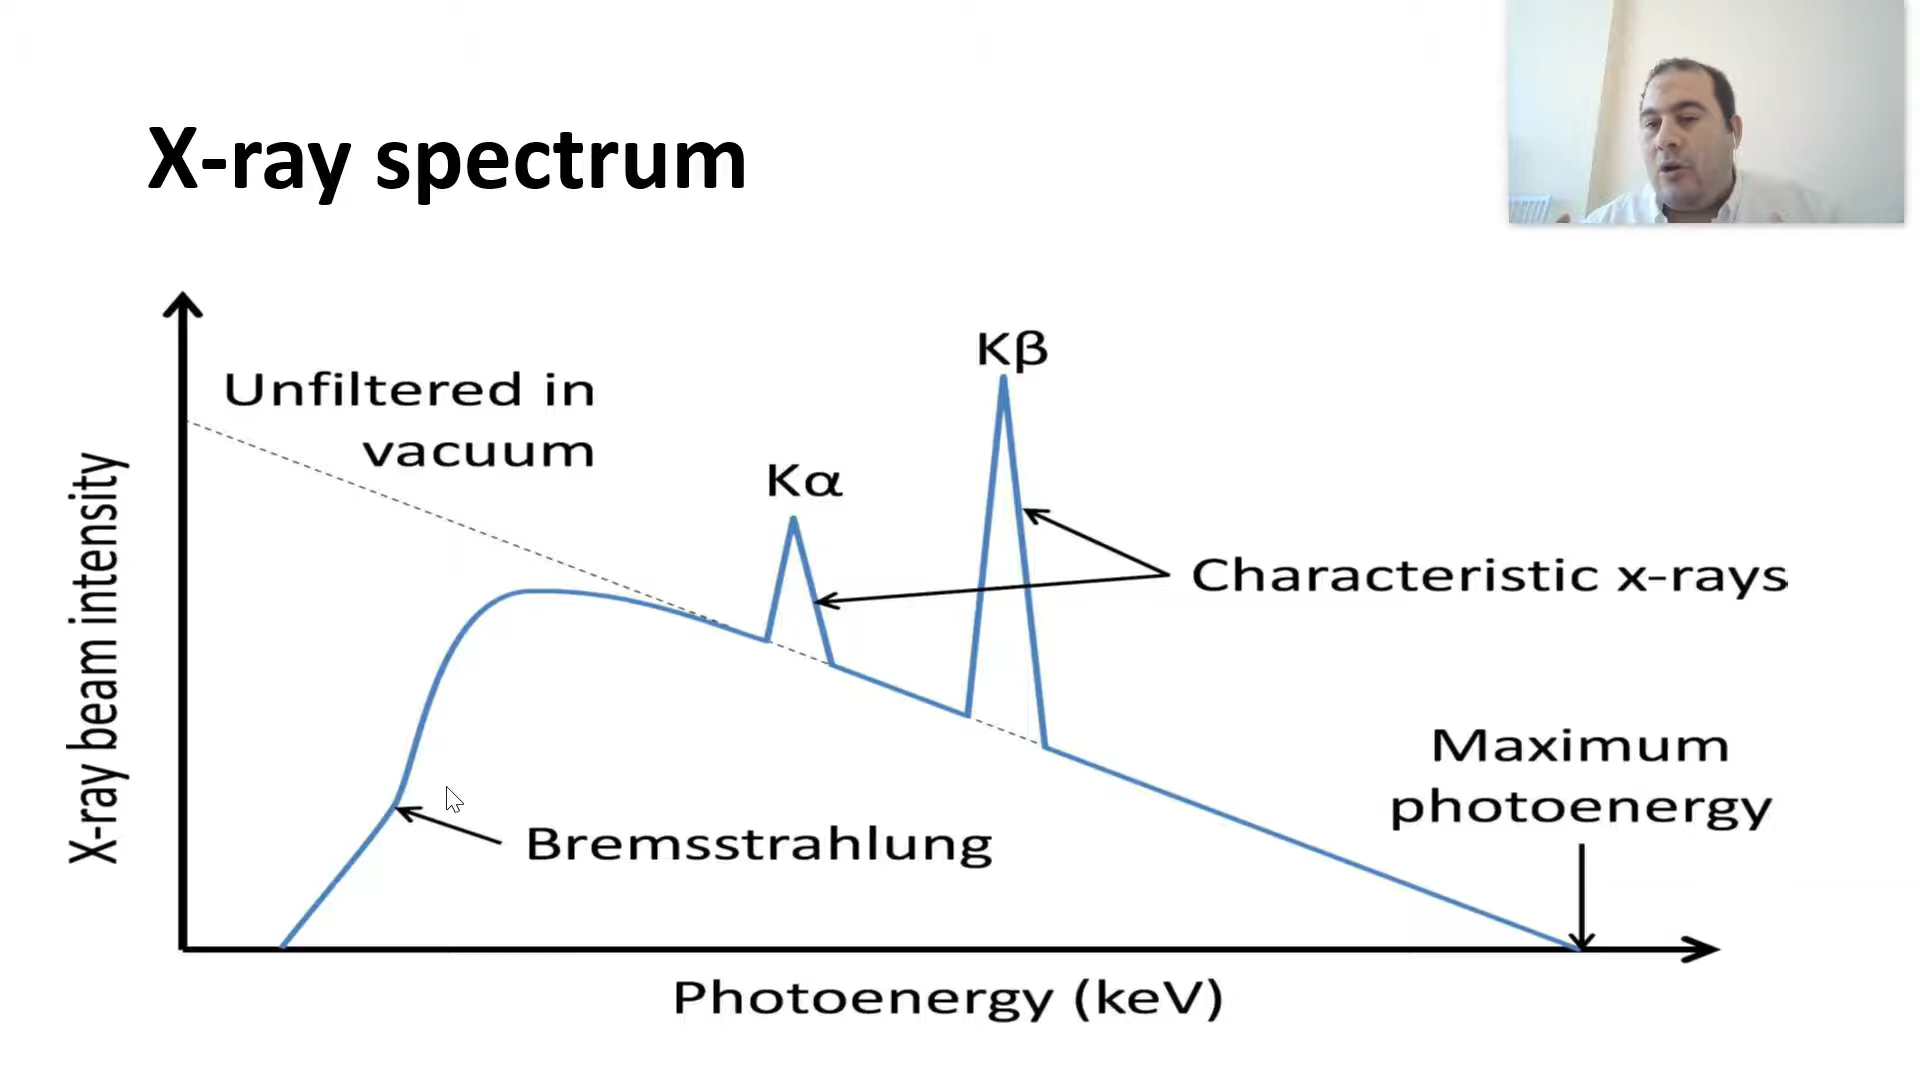 X-ray spectrum
Kβ
Unfiltered in
vacuum
Kα
X-ray beam intensity
Characteristic x-rays
Maximum
photoenergy
Bremsstrahlung
Photoenergy (keV)